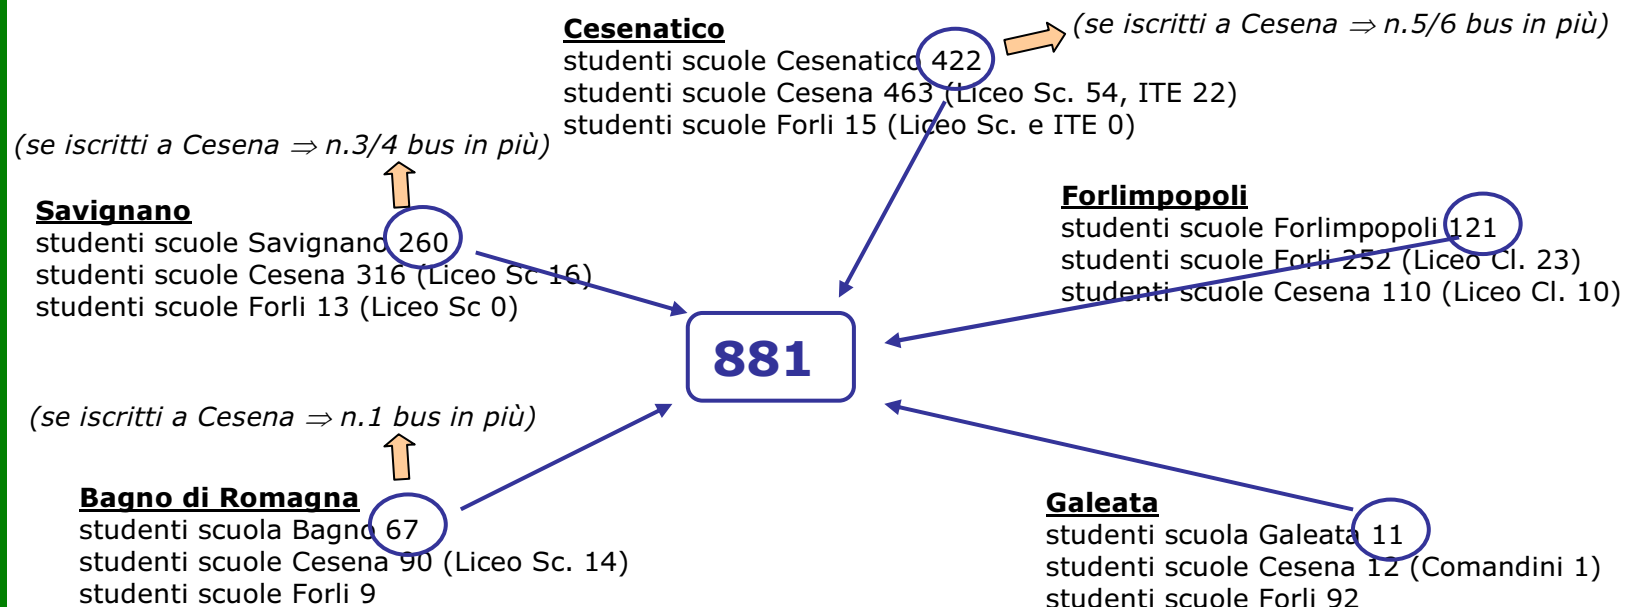 Cesenatico
studenti scuole Cesenatico 422
studenti scuole Cesena 463 (Liceo Sc. 54, ITE 22)
studenti scuole Forli 15 (Liceo Sc. e ITE 0)
(se iscritti a Cesena ⇒ n.5/6 bus in più)
(se iscritti a Cesena ⇒ n.3/4 bus in più)
Savignano
studenti scuole Savignano 260
studenti scuole Cesena 316 (Liceo Sc 16)
studenti scuole Forli 13 (Liceo Sc 0)
Forlimpopoli
studenti scuole Forlimpopoli 121
studenti scuole Forli 252 (Liceo Cl. 23)
studenti scuole Cesena 110 (Liceo Cl. 10)
881
(se iscritti a Cesena ⇒ n.1 bus in più)
Bagno di Romagna
studenti scuola Bagno 67
studenti scuole Cesena 90 (Liceo Sc. 14)
studenti scuole Forli 9
Galeata
studenti scuola Galeata 11
studenti scuole Cesena 12 (Comandini 1)
studenti scuole Forli 92